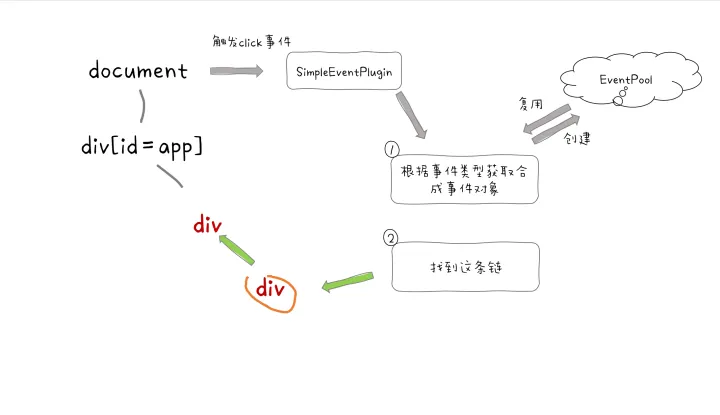 触发click事件
document
SimpleEventPlugin
EventPool
复用
创建
div[id=app]
1
根据事件类型获取合
成事件对象
div
2
找到这条链
div